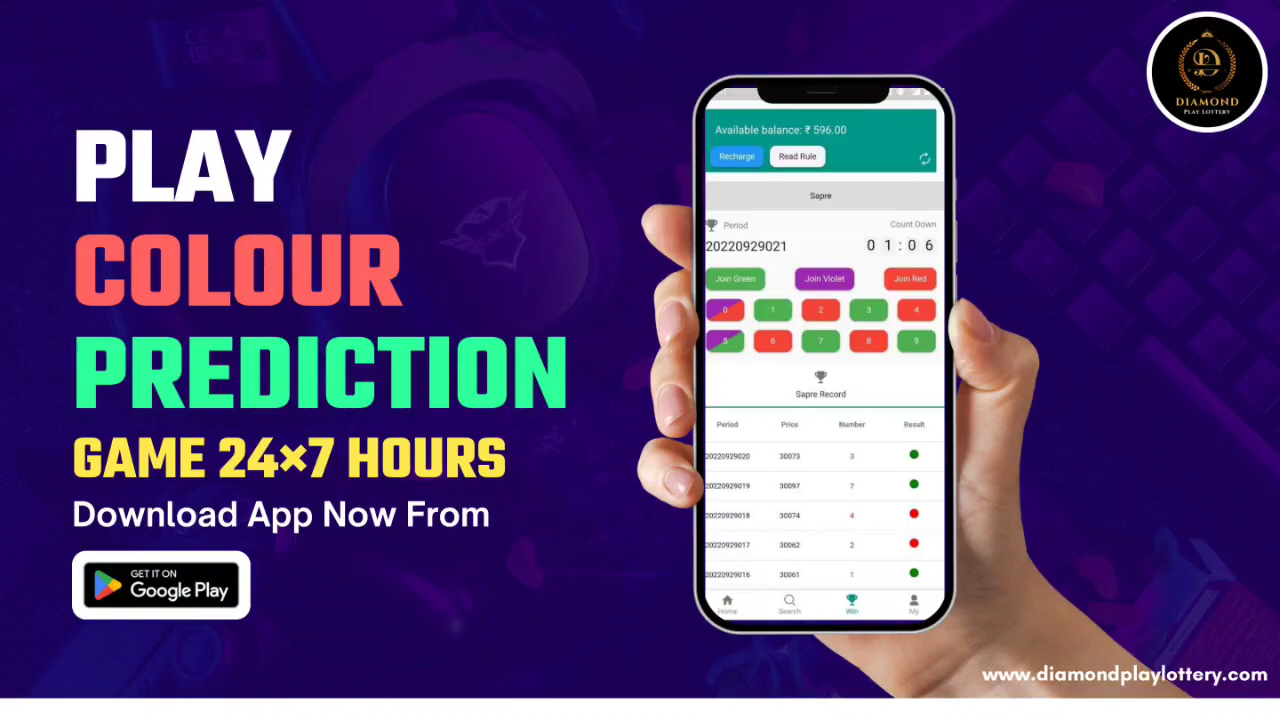 PLAY
COLOUR
PREDICTION
GAME 24×7 HOURS
Download App Now From
GET IT ON
Google Play
Available balance: ₹ 596.00
Recharge Read Rule
Sapre
Period Count Down
20220929021 0 1 : 0 6
Join Green Join Violet Join Red
0 1 2 3 4
5 6 7 8 9
Sapre Record
Period Price Number Result
20220929020 30073 3
20220929019 30097 7
20220929018 30074 4
20220929017 30062 2
20220929016 30061 1
Home Search Win My
DIAMOND
PLAY LOTTERY
www.diamondplaylottery.com